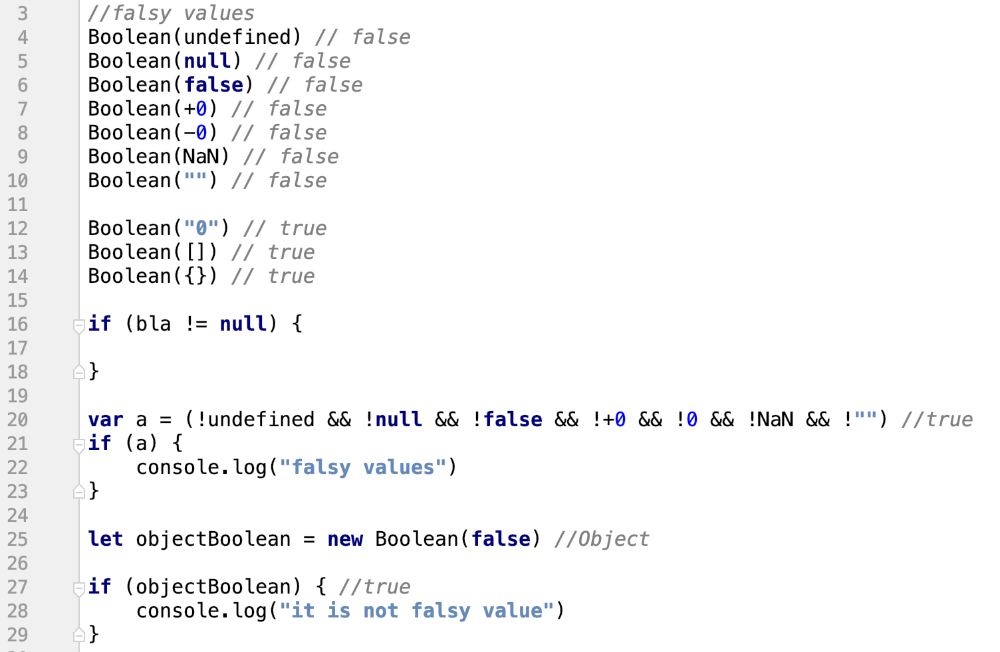 3 //falsy values
4 Boolean(undefined) // false
5 Boolean(null) // false
6 Boolean(false) // false
7 Boolean(+0) // false
8 Boolean(-0) // false
9 Boolean(NaN) // false
10 Boolean("") // false
11
12 Boolean("0") // true
13 Boolean([]) // true
14 Boolean({}) // true
15
16 if (bla != null) {
17
18 }
19
20 var a = (!undefined && !null && !false && !+0 && !0 && !NaN && !"") //true
21 if (a) {
22     console.log("falsy values")
23 }
24
25 let objectBoolean = new Boolean(false) //Object
26
27 if (objectBoolean) { //true
28     console.log("it is not falsy value")
29 }